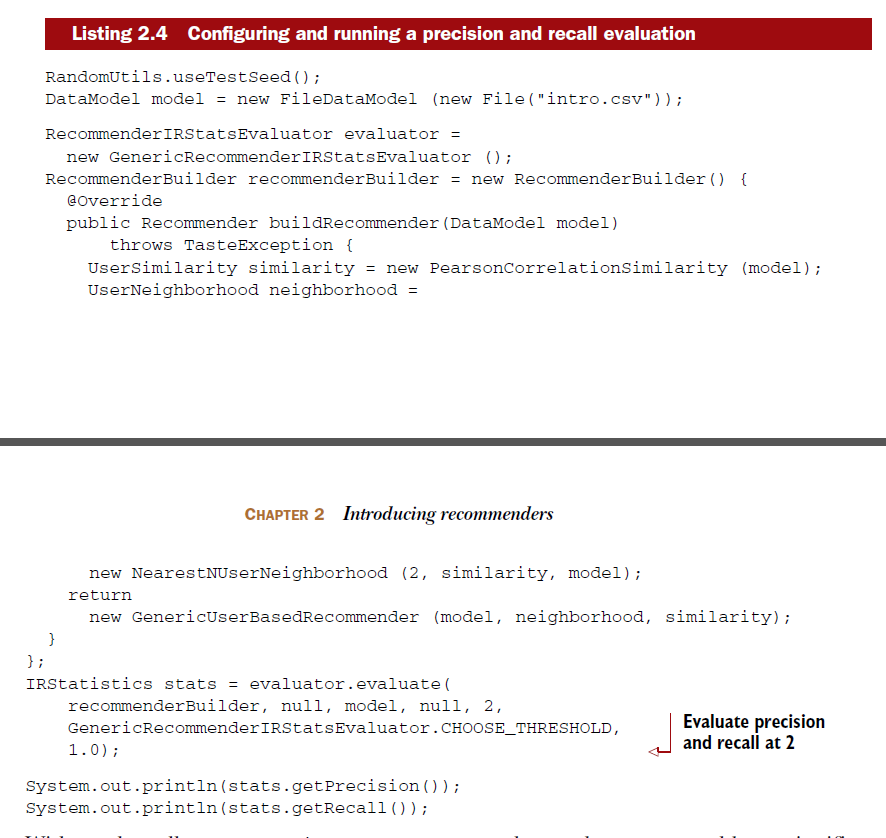 Listing 2.4 Configuring and running a precision and recall evaluation
RandomUtils.useTestSeed();
DataModel model = new FileDataModel (new File("intro.csv"));
RecommenderIRStatsEvaluator evaluator =
new GenericRecommenderIRStatsEvaluator ();
RecommenderBuilder recommenderBuilder = new RecommenderBuilder() {
@Override
public Recommender buildRecommender(DataModel model)
throws TasteException {
UserSimilarity similarity = new PearsonCorrelationSimilarity (model);
UserNeighborhood neighborhood =
CHAPTER 2 Introducing recommenders
new NearestNUserNeighborhood (2, similarity, model);
return
new GenericUserBasedRecommender (model, neighborhood, similarity);
}
};
IRStatistics stats = evaluator.evaluate(
recommenderBuilder, null, model, null, 2,
GenericRecommenderIRStatsEvaluator.CHOOSE_THRESHOLD,
1.0);
Evaluate precision
and recall at 2
System.out.println(stats.getPrecision());
System.out.println(stats.getRecall());